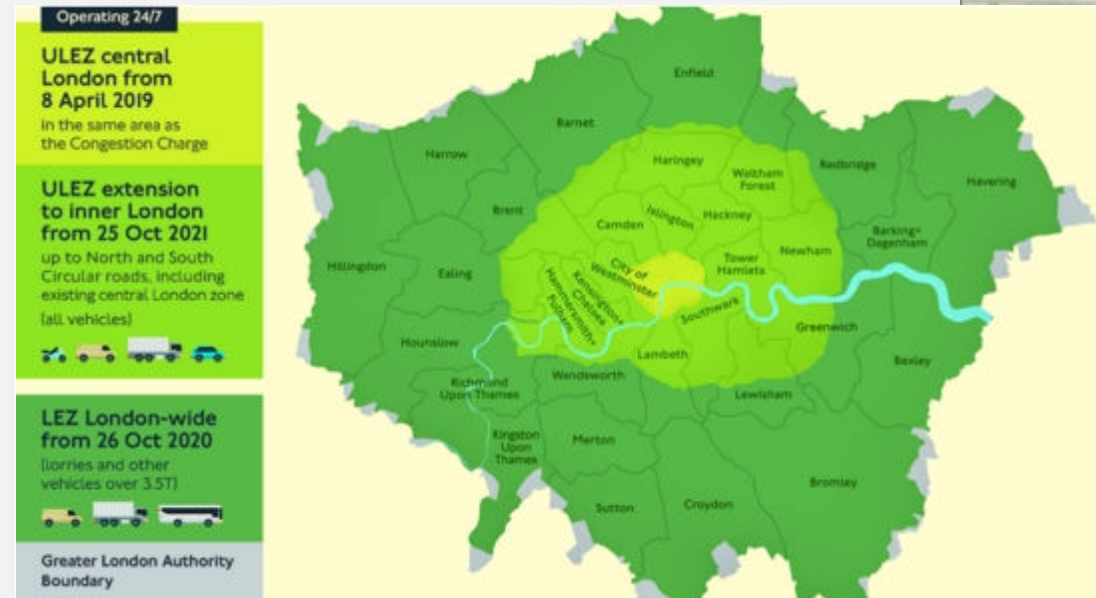 Operating 24/7
ULEZ central
London from
8 April 2019
in the same area as
the Congestion Charge
ULEZ extension
to inner London
from 25 Oct 2021
up to North and South
Circular roads, including
existing central London zone
(all vehicles)
LEZ London-wide
from 26 Oct 2020
(lorries and other
vehicles over 3.5T)
Greater London Authority
Boundary
Enfield
Barnet
Harrow
Haringey
Waltham
Forest
Redbridge
Havering
Brent
Camden
Islington
Hackney
Barking+
Dagenham
Hillingdon
Ealing
City of
Westminster
Tower
Hamlets
Newham
Kensington+
Chelsea
Hammersmith+
Fulham
Southwark
Greenwich
Hounslow
Lambeth
Bexley
Richmond
Upon Thames
Wandsworth
Lewisham
Kingston
Upon
Thames
Merton
Bromley
Sutton
Croydon